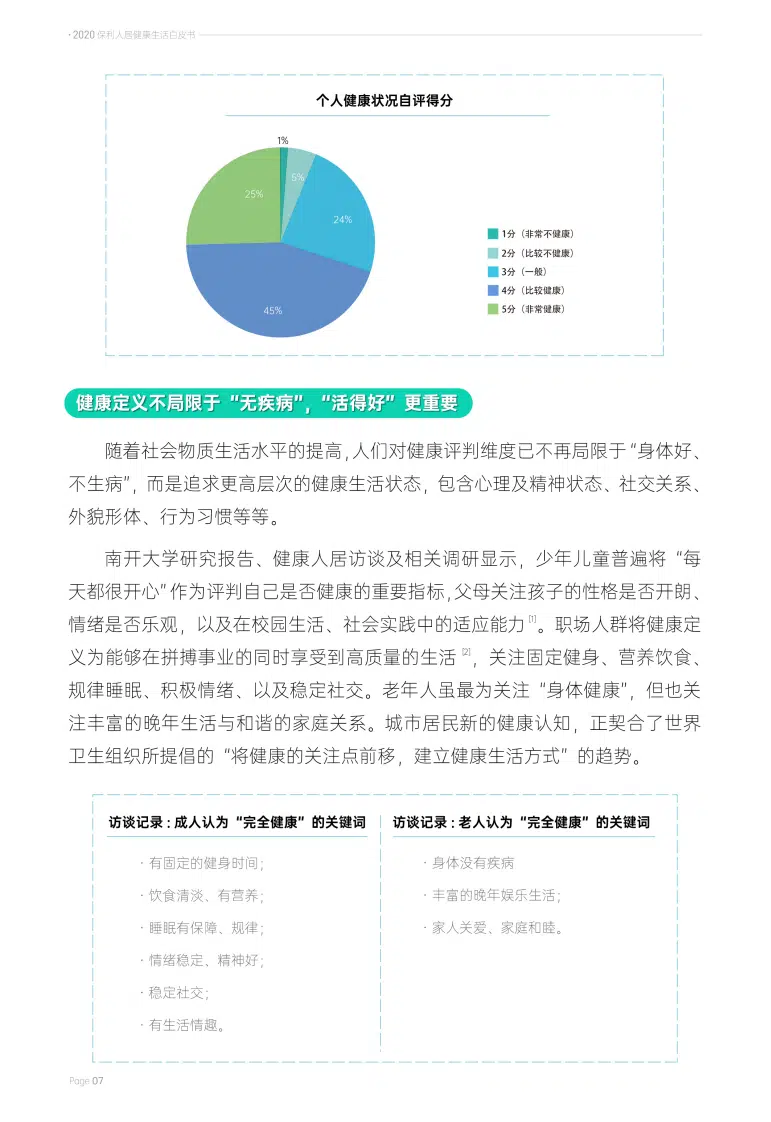 ·2020 保利人居健康生活白皮书
个人健康状况自评得分
1%
5%
25%
24%
45%
1分（非常不健康）
2分（比较不健康）
3分（一般）
4分（比较健康）
5分（非常健康）
健康定义不局限于“无疾病”，“活得好”更重要
随着社会物质生活水平的提高，人们对健康评判维度已不再局限于“身体好、
不生病”，而是追求更高层次的健康生活状态，包含心理及精神状态、社交关系、
外貌形体、行为习惯等等。
南开大学研究报告、健康人居访谈及相关调研显示，少年儿童普遍将“每
天都很开心”作为评判自己是否健康的重要指标，父母关注孩子的性格是否开朗、
情绪是否乐观，以及在校园生活、社会实践中的适应能力[1]。职场人群将健康定
义为能够在拼搏事业的同时享受到高质量的生活[2]，关注固定健身、营养饮食、
规律睡眠、积极情绪、以及稳定社交。老年人虽最为关注“身体健康”，但也关
注丰富的晚年生活与和谐的家庭关系。城市居民新的健康认知，正契合了世界
卫生组织所提倡的“将健康的关注点前移，建立健康生活方式”的趋势。
访谈记录：成人认为“完全健康”的关键词
·有固定的健身时间；
·饮食清淡、有营养；
·睡眠有保障、规律；
·情绪稳定、精神好；
·稳定社交；
·有生活情趣。
访谈记录：老人认为“完全健康”的关键词
·身体没有疾病
·丰富的晚年娱乐生活；
·家人关爱、家庭和睦。
Page 07